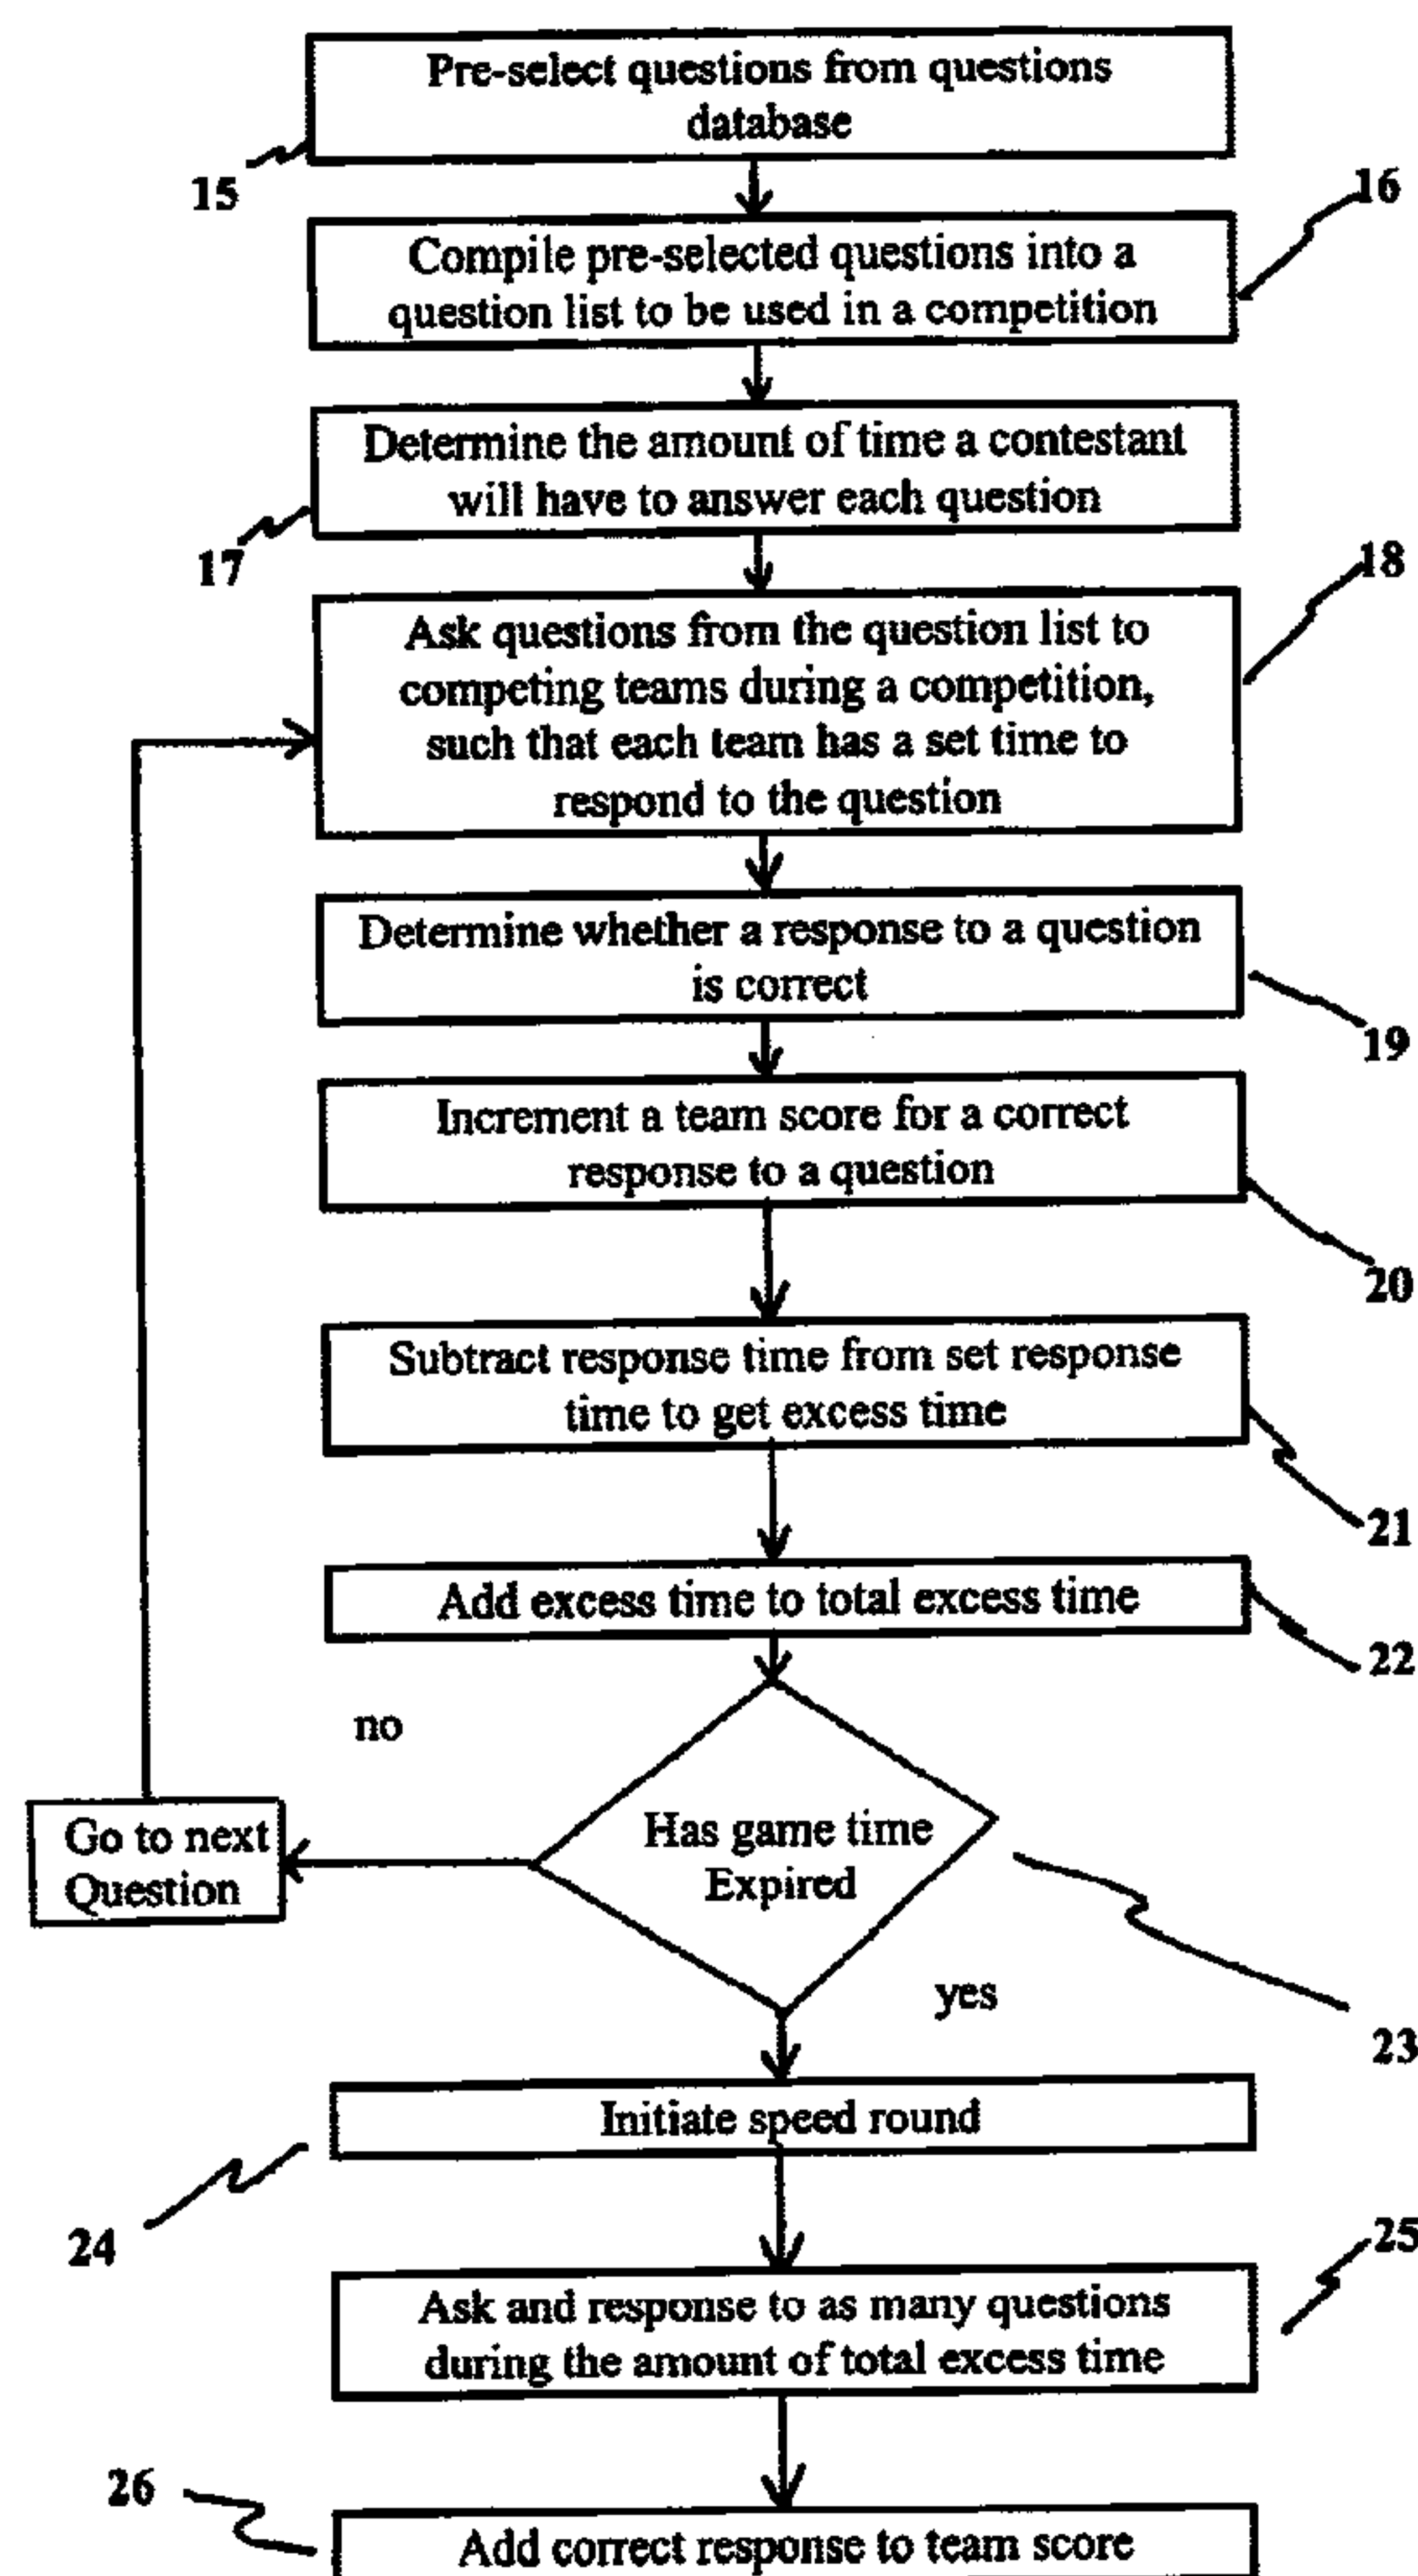 Pre-select questions from questions
database
15
16
Compile pre-selected questions into a
question list to be used in a competition
Determine the amount of time a contestant
will have to answer each question
17
18
Ask questions from the question list to
competing teams during a competition,
such that each team has a set time to
respond to the question
Determine whether a response to a question
is correct
19
Increment a team score for a correct
response to a question
20
Subtract response time from set response
time to get excess time
21
Add excess time to total excess time
22
no
Has game time
Expired
Go to next
Question
yes
23
Initiate speed round
24
25
Ask and response to as many questions
during the amount of total excess time
26
Add correct response to team score